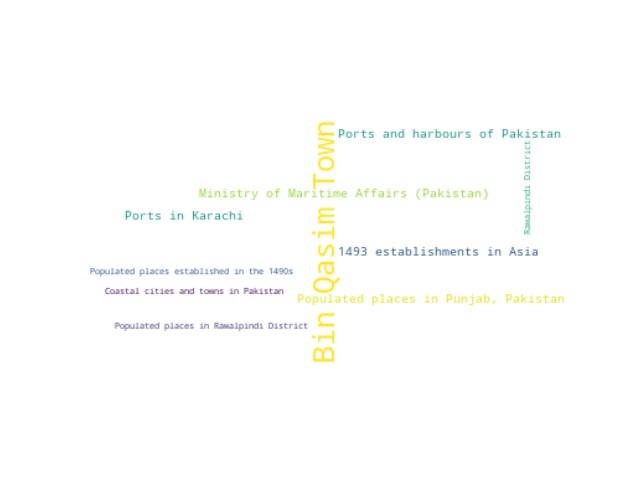 Ports and harbours of Pakistan
Rawalpindi District
Ministry of Maritime Affairs (Pakistan)
Ports in Karachi
Bin Qasim Town
1493 establishments in Asia
Populated places established in the 1490s
Coastal cities and towns in Pakistan
Populated places in Punjab, Pakistan
Populated places in Rawalpindi District